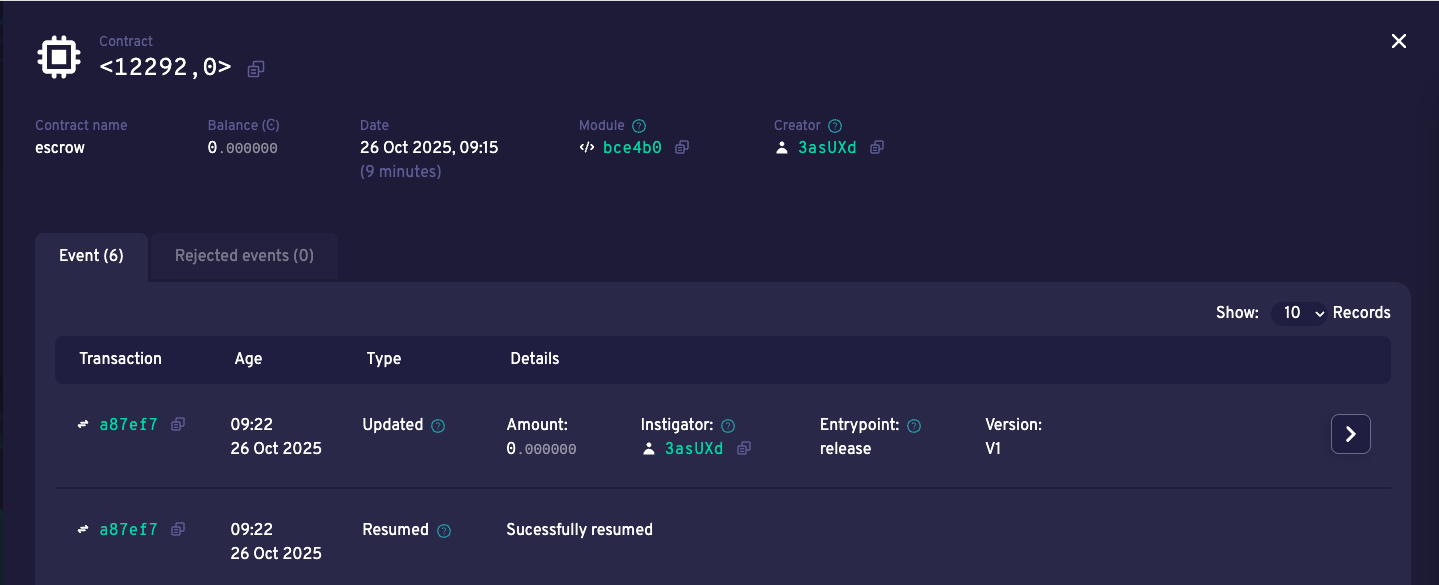 Contract
<12292,0>
Contract name
Balance (Ͼ)
Date
Module ?
Creator ?
escrow
0.000000
26 Oct 2025, 09:15
</> bce4b0
3asUXd
(9 minutes)
Event (6)
Rejected events (0)
Show: 10 Records
Transaction
Age
Type
Details
a87ef7
09:22
26 Oct 2025
Updated ?
Amount:
0.000000
Instigator: ?
3asUXd
Entrypoint: ?
release
Version:
V1
a87ef7
09:22
26 Oct 2025
Resumed ?
Sucessfully resumed